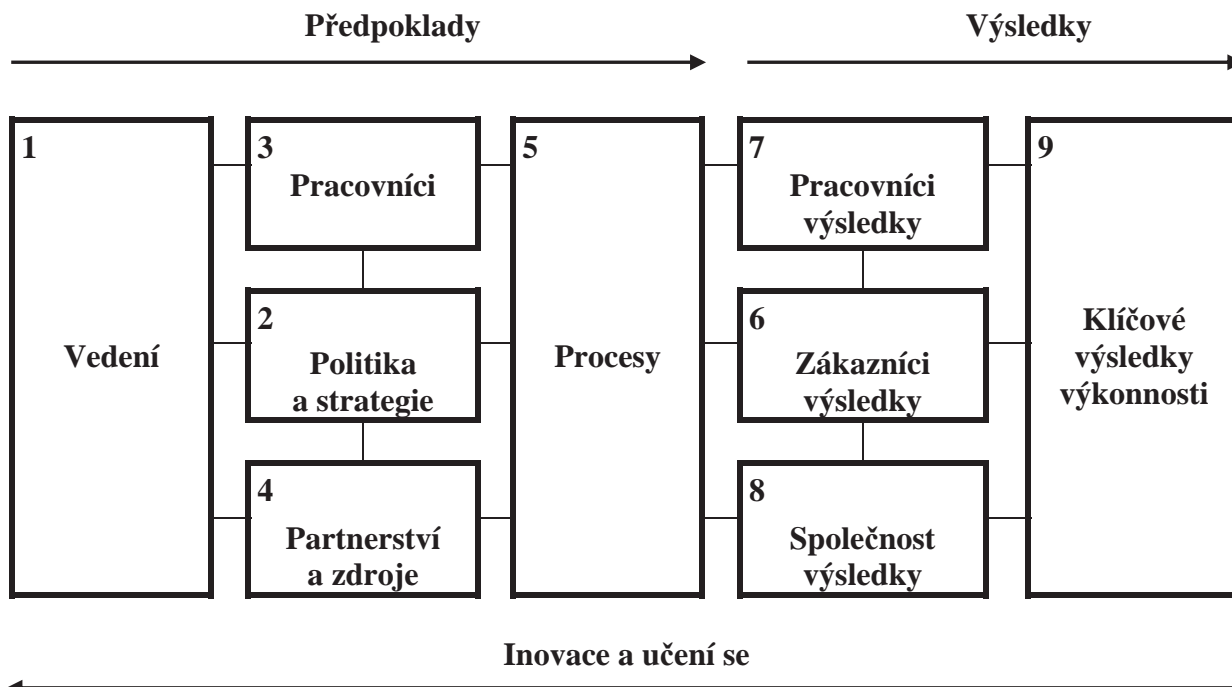 Předpoklady
Výsledky
1
Vedení
3
Pracovníci
2
Politika
a strategie
4
Partnerství
a zdroje
5
Procesy
7
Pracovníci
výsledky
6
Zákazníci
výsledky
8
Společnost
výsledky
9
Klíčové
výsledky
výkonnosti
Inovace a učení se